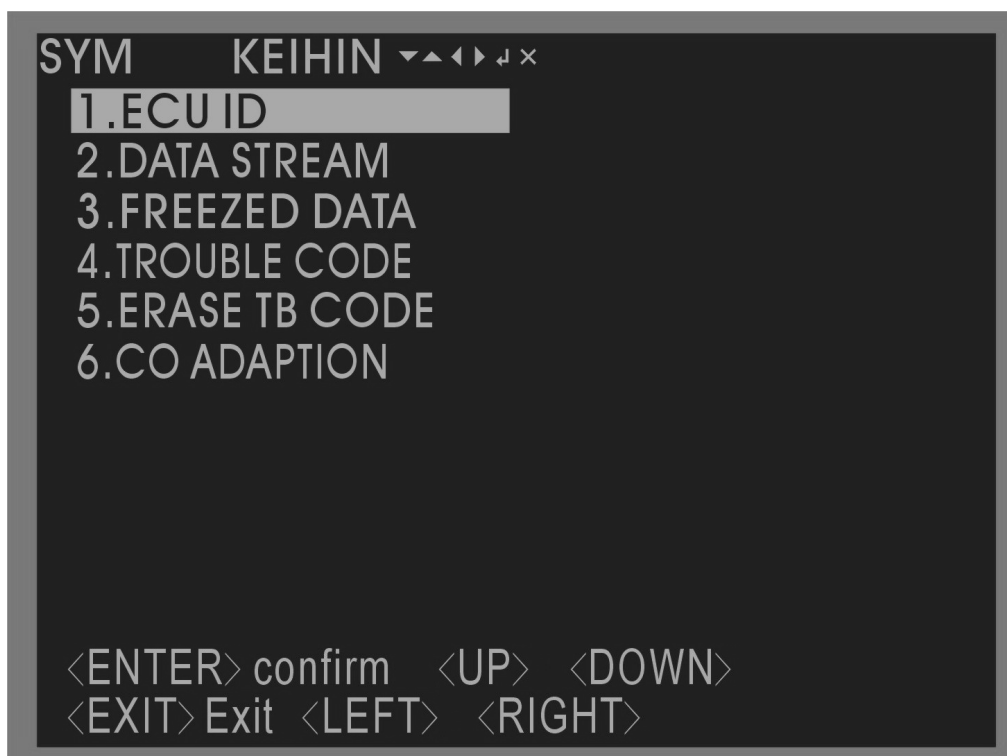 SYM KEIHIN
1.ECU ID
2.DATA STREAM
3.FREEZED DATA
4.TROUBLE CODE
5.ERASE TB CODE
6.CO ADAPTION
<ENTER> confirm <UP> <DOWN>
<EXIT> Exit <LEFT> <RIGHT>